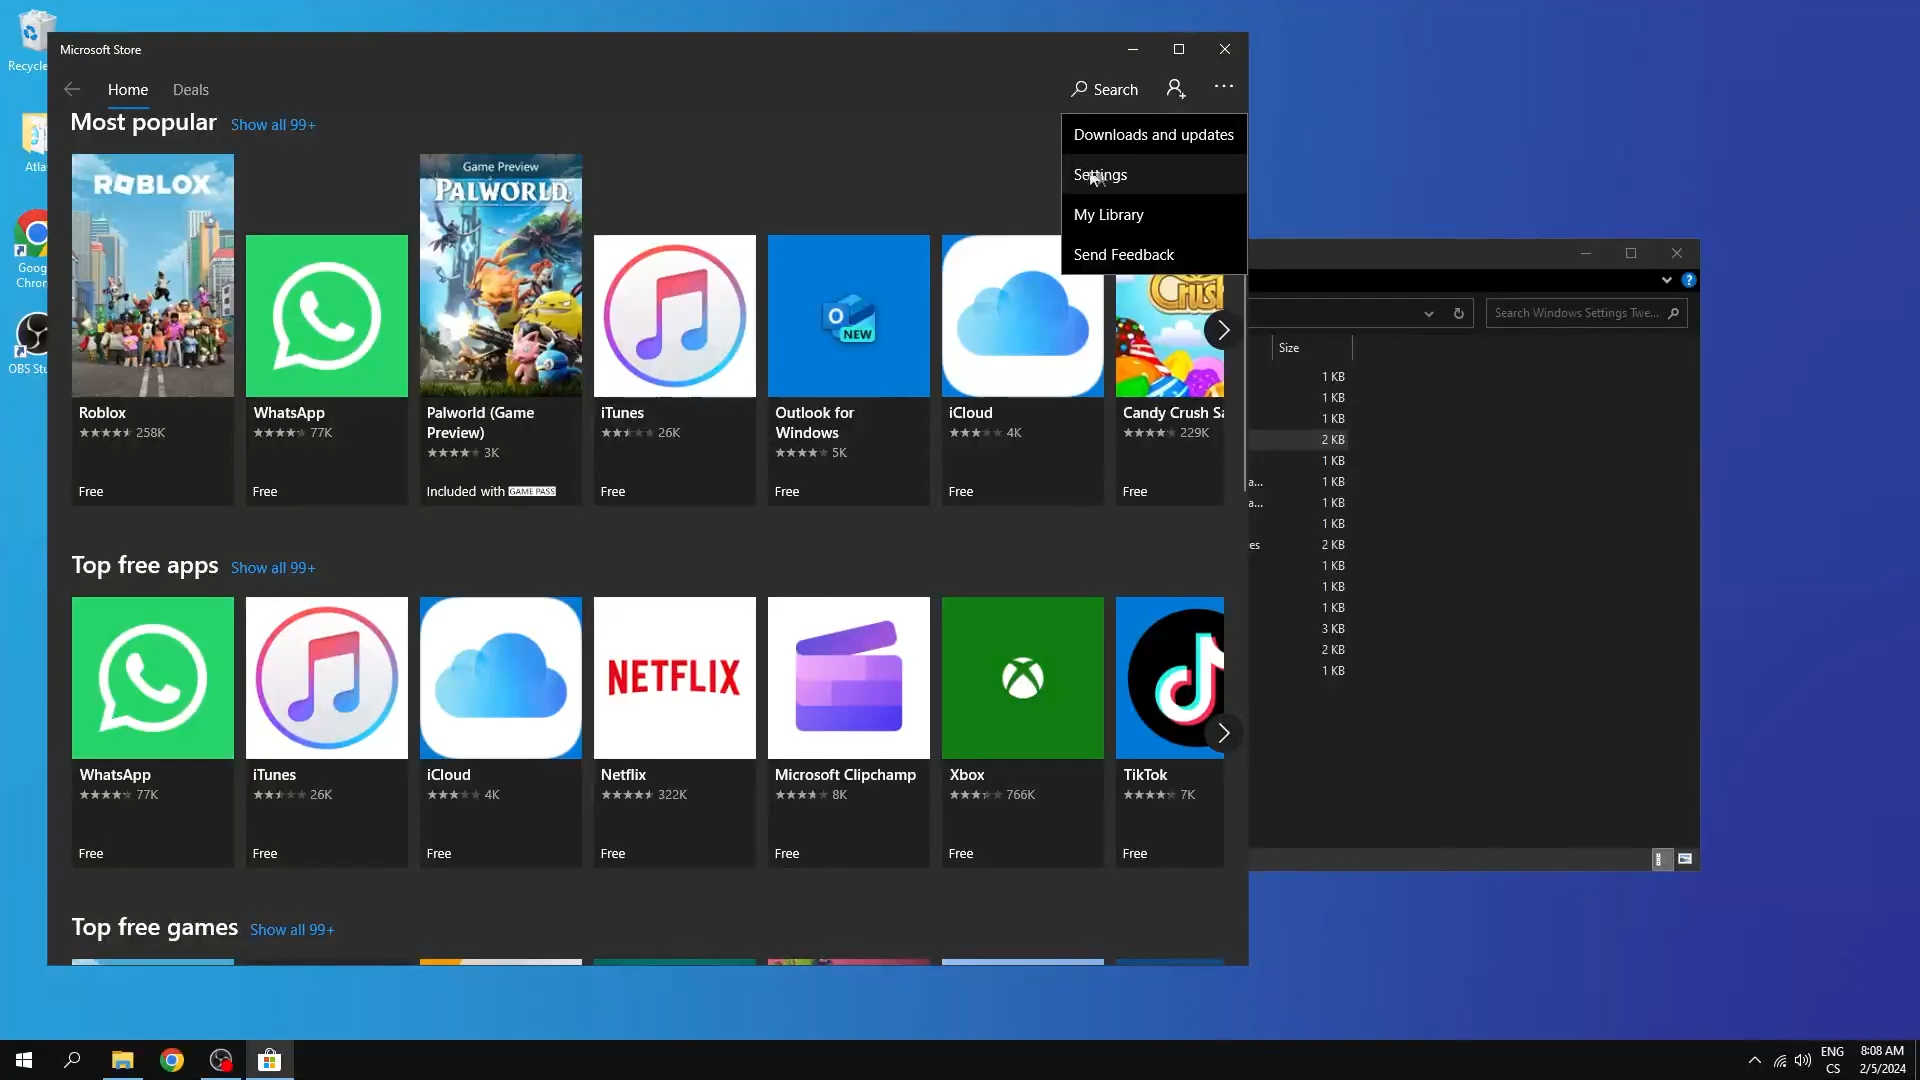 Recycle
Atla
Goog
Chron
OBS Stu
Microsoft Store
Home
Deals
Search
Downloads and updates
Settings
My Library
Send Feedback
Most popular
Show all 99+
ROBLOX
Game Preview
PALWORLD
NEW
Crush
Roblox
258K
Free
WhatsApp
77K
Free
Palworld (Game
Preview)
3K
Included with GAME PASS
iTunes
26K
Free
Outlook for
Windows
5K
Free
iCloud
4K
Free
Candy Crush Sa
229K
Free
Top free apps
Show all 99+
NETFLIX
WhatsApp
77K
Free
iTunes
26K
Free
iCloud
4K
Free
Netflix
322K
Free
Microsoft Clipchamp
8K
Free
Xbox
766K
Free
TikTok
7K
Free
Top free games
Show all 99+
Search Windows Settings Twe...
Size
1 KB
1 KB
1 KB
2 KB
1 KB
a... 1 KB
a... 1 KB
1 KB
es 2 KB
1 KB
1 KB
1 KB
3 KB
2 KB
1 KB
ENG
CS
8:08 AM
2/5/2024